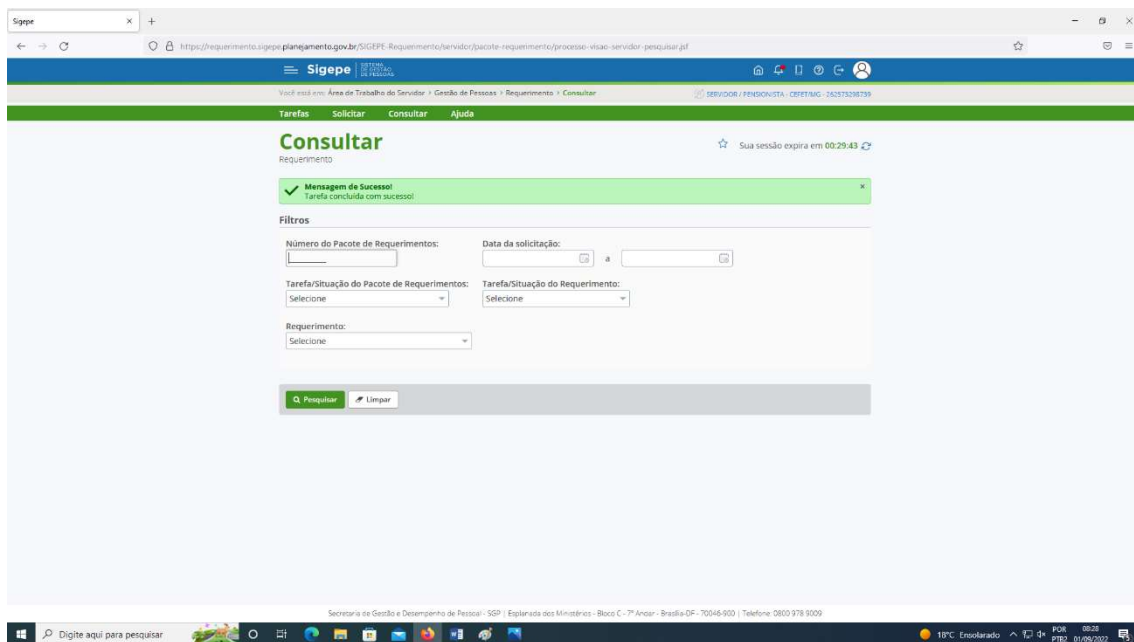 Sigepe
https://requerimento.sigepe.planejamento.gov.br/SIGEPE-Requerimento/servidor/pacote-requerimento/processo-visao-servidor-pesquisar.jsf
Sigepe SISTEMA DE GESTÃO DE PESSOAS
Você está em: Área de Trabalho do Servidor > Gestão de Pessoas > Requerimento > Consultar
SERVIDOR / PENSIONISTA - CEFET/MG - 262575298739
Tarefas Solicitar Consultar Ajuda
Consultar
Requerimento
Sua sessão expira em 00:29:43
Mensagem de Sucesso!
Tarefa concluída com sucesso!
Filtros
Número do Pacote de Requerimentos: Data da solicitação:
a
Tarefa/Situação do Pacote de Requerimentos: Tarefa/Situação do Requerimento:
Selecione Selecione
Requerimento:
Selecione
Pesquisar Limpar
Secretaria de Gestão e Desempenho de Pessoal - SGP | Esplanada dos Ministérios - Bloco C - 7º Andar - Brasília-DF - 70046-900 | Telefone: 0800 978 9009
Digite aqui para pesquisar
18°C Ensolarado
POR 08:28
PTB2 01/09/2022